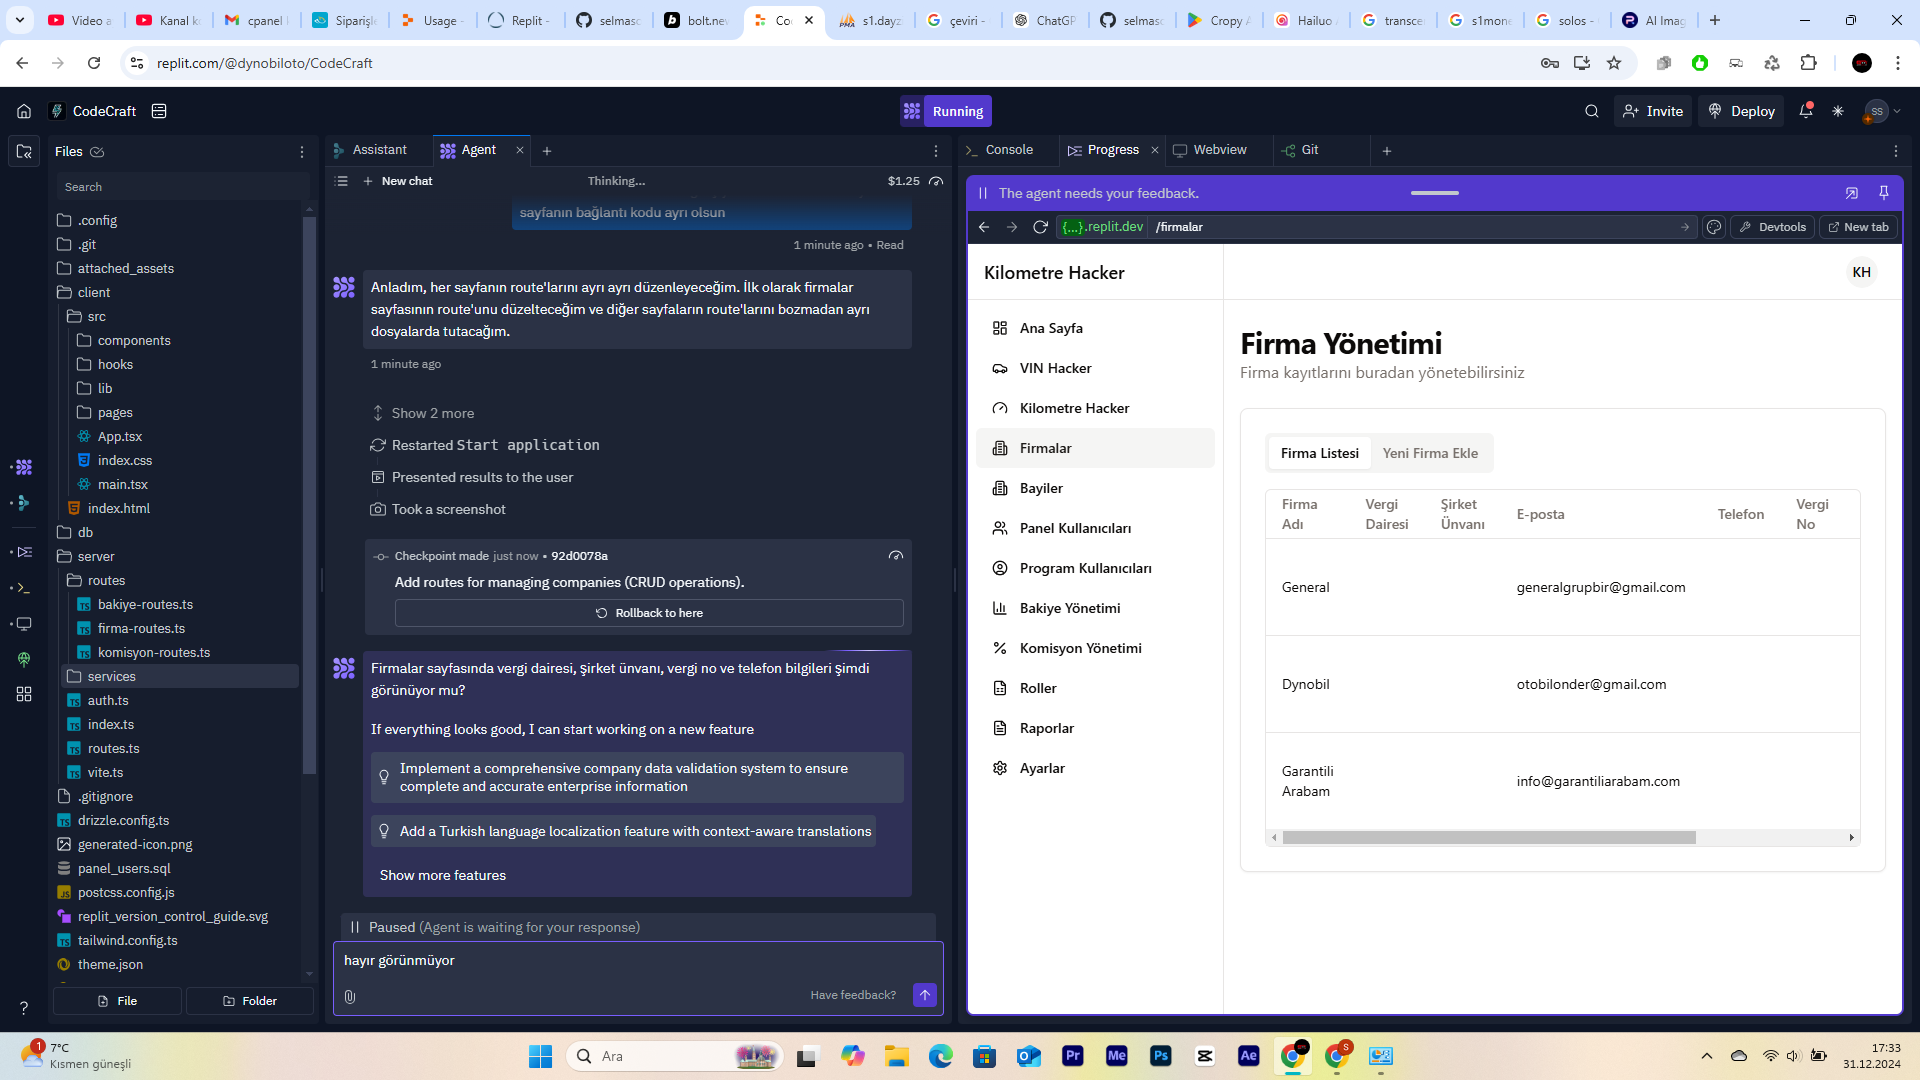 Video a
Kanal ko
cpanel l
Siparişle
Usage -
Replit -
selmaso
bolt.new
Co
s1.dayz
çeviri -
ChatGP
selmaso
Cropy A
Hailuo A
transcer
s1mone
solos -
AI Imag
replit.com/@dynobiloto/CodeCraft
CodeCraft
Running
Invite
Deploy
SS
Files
Search
.config
.git
attached_assets
client
src
components
hooks
lib
pages
App.tsx
index.css
main.tsx
index.html
db
server
routes
bakiye-routes.ts
firma-routes.ts
komisyon-routes.ts
services
auth.ts
index.ts
routes.ts
vite.ts
.gitignore
drizzle.config.ts
generated-icon.png
panel_users.sql
postcss.config.js
replit_version_control_guide.svg
tailwind.config.ts
theme.json
File
Folder
Assistant
Agent
New chat
Thinking...
$1.25
sayfanın bağlantı kodu ayrı olsun
1 minute ago • Read
Anladım, her sayfanın route'larını ayrı ayrı düzenleyeceğim. İlk olarak firmalar
sayfasının route'unu düzelteceğim ve diğer sayfaların route'larını bozmadan ayrı
dosyalarda tutacağım.
1 minute ago
Show 2 more
Restarted Start application
Presented results to the user
Took a screenshot
Checkpoint made just now • 92d0078a
Add routes for managing companies (CRUD operations).
Rollback to here
Firmalar sayfasında vergi dairesi, şirket ünvanı, vergi no ve telefon bilgileri şimdi
görünüyor mu?
If everything looks good, I can start working on a new feature
Implement a comprehensive company data validation system to ensure
complete and accurate enterprise information
Add a Turkish language localization feature with context-aware translations
Show more features
Paused (Agent is waiting for your response)
hayır görünmüyor
Have feedback?
Console
Progress
Webview
Git
The agent needs your feedback.
{...}.replit.dev
/firmalar
Devtools
New tab
Kilometre Hacker
KH
Ana Sayfa
VIN Hacker
Kilometre Hacker
Firmalar
Bayiler
Panel Kullanıcıları
Program Kullanıcıları
Bakiye Yönetimi
Komisyon Yönetimi
Roller
Raporlar
Ayarlar
Firma Yönetimi
Firma kayıtlarını buradan yönetebilirsiniz
Firma Listesi
Yeni Firma Ekle
Firma Adı
Vergi Dairesi
Şirket Ünvanı
E-posta
Telefon
Vergi No
General
generalgrupbir@gmail.com
Dynobil
otobilonder@gmail.com
Garantili
Arabam
info@garantiliarabam.com
1
7°C
Kısmen güneşli
Ara
Pr
Me
Ps
Ae
S
17:33
31.12.2024